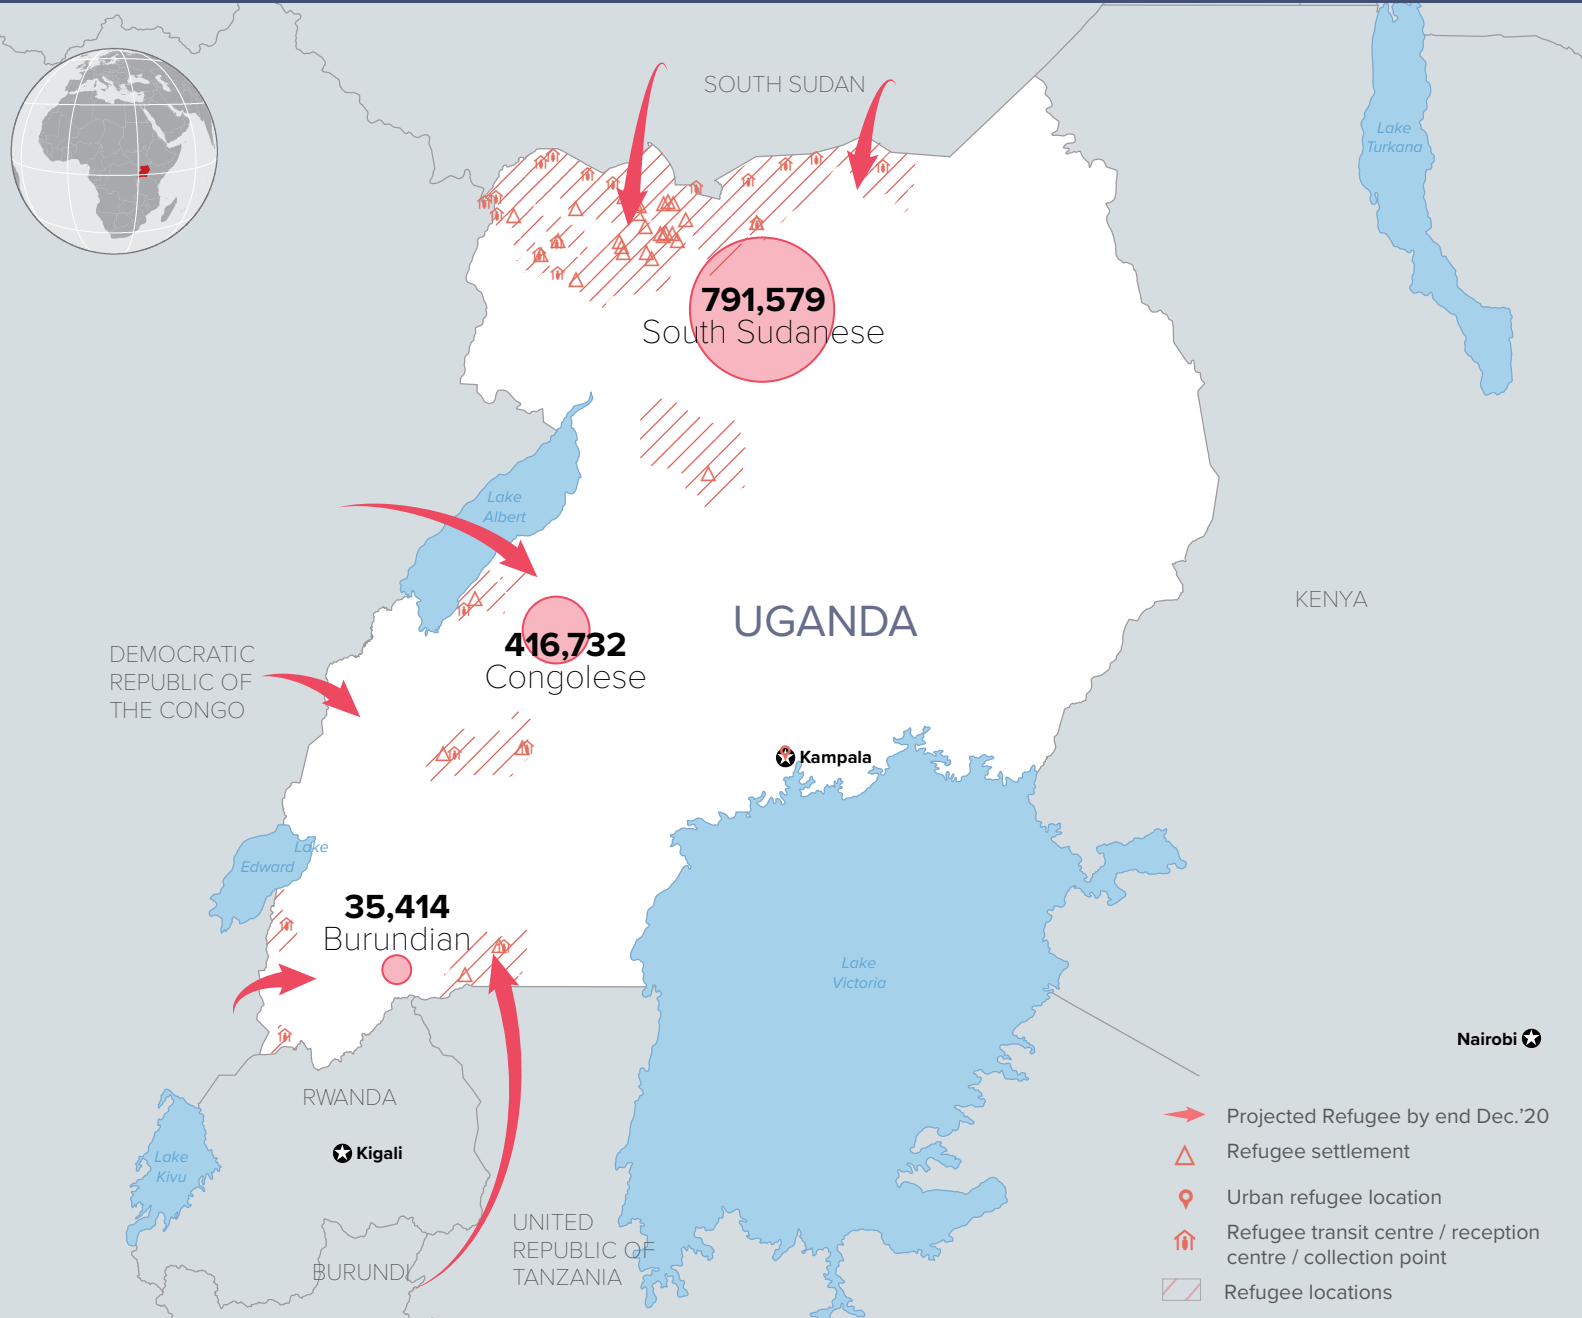 SOUTH SUDAN
Lake
Turkana
791,579
South Sudanese
Lake
Albert
416,732
Congolese
UGANDA
KENYA
DEMOCRATIC
REPUBLIC OF
THE CONGO
Kampala
Lake
Edward
35,414
Burundian
Lake
Victoria
Nairobi
RWANDA
Kigali
Lake
Kivu
UNITED
REPUBLIC OF
TANZANIA
BURUNDI
Projected Refugee by end Dec.’20
Refugee settlement
Urban refugee location
Refugee transit centre / reception
centre / collection point
Refugee locations